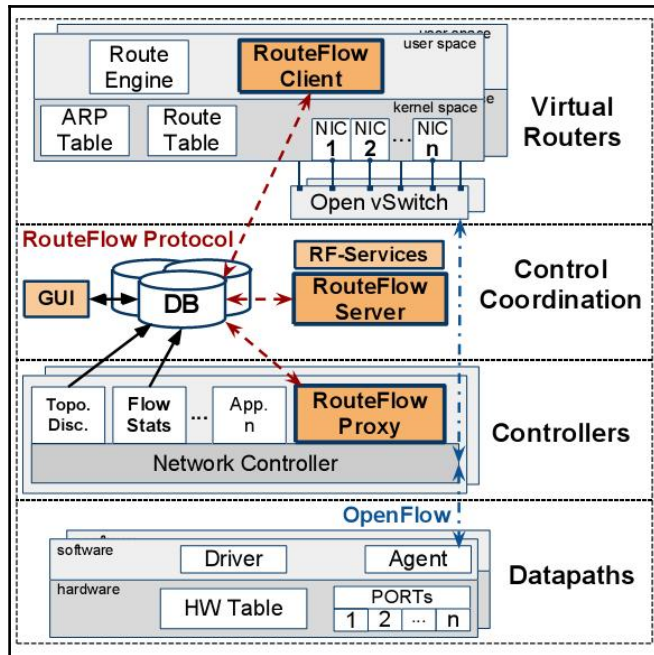 user space
user space
Route
Engine
RouteFlow
Client
kernel space
ARP
Table
Route
Table
NIC
1
NIC
2
...
NIC
n
Virtual
Routers
Open vSwitch
RouteFlow Protocol
RF-Services
GUI
DB
RouteFlow
Server
Control
Coordination
Topo.
Disc.
Flow
Stats
...
App.
n
RouteFlow
Proxy
Controllers
Network Controller
OpenFlow
software
Driver
Agent
Datapaths
hardware
HW Table
PORTs
1 2 ... n